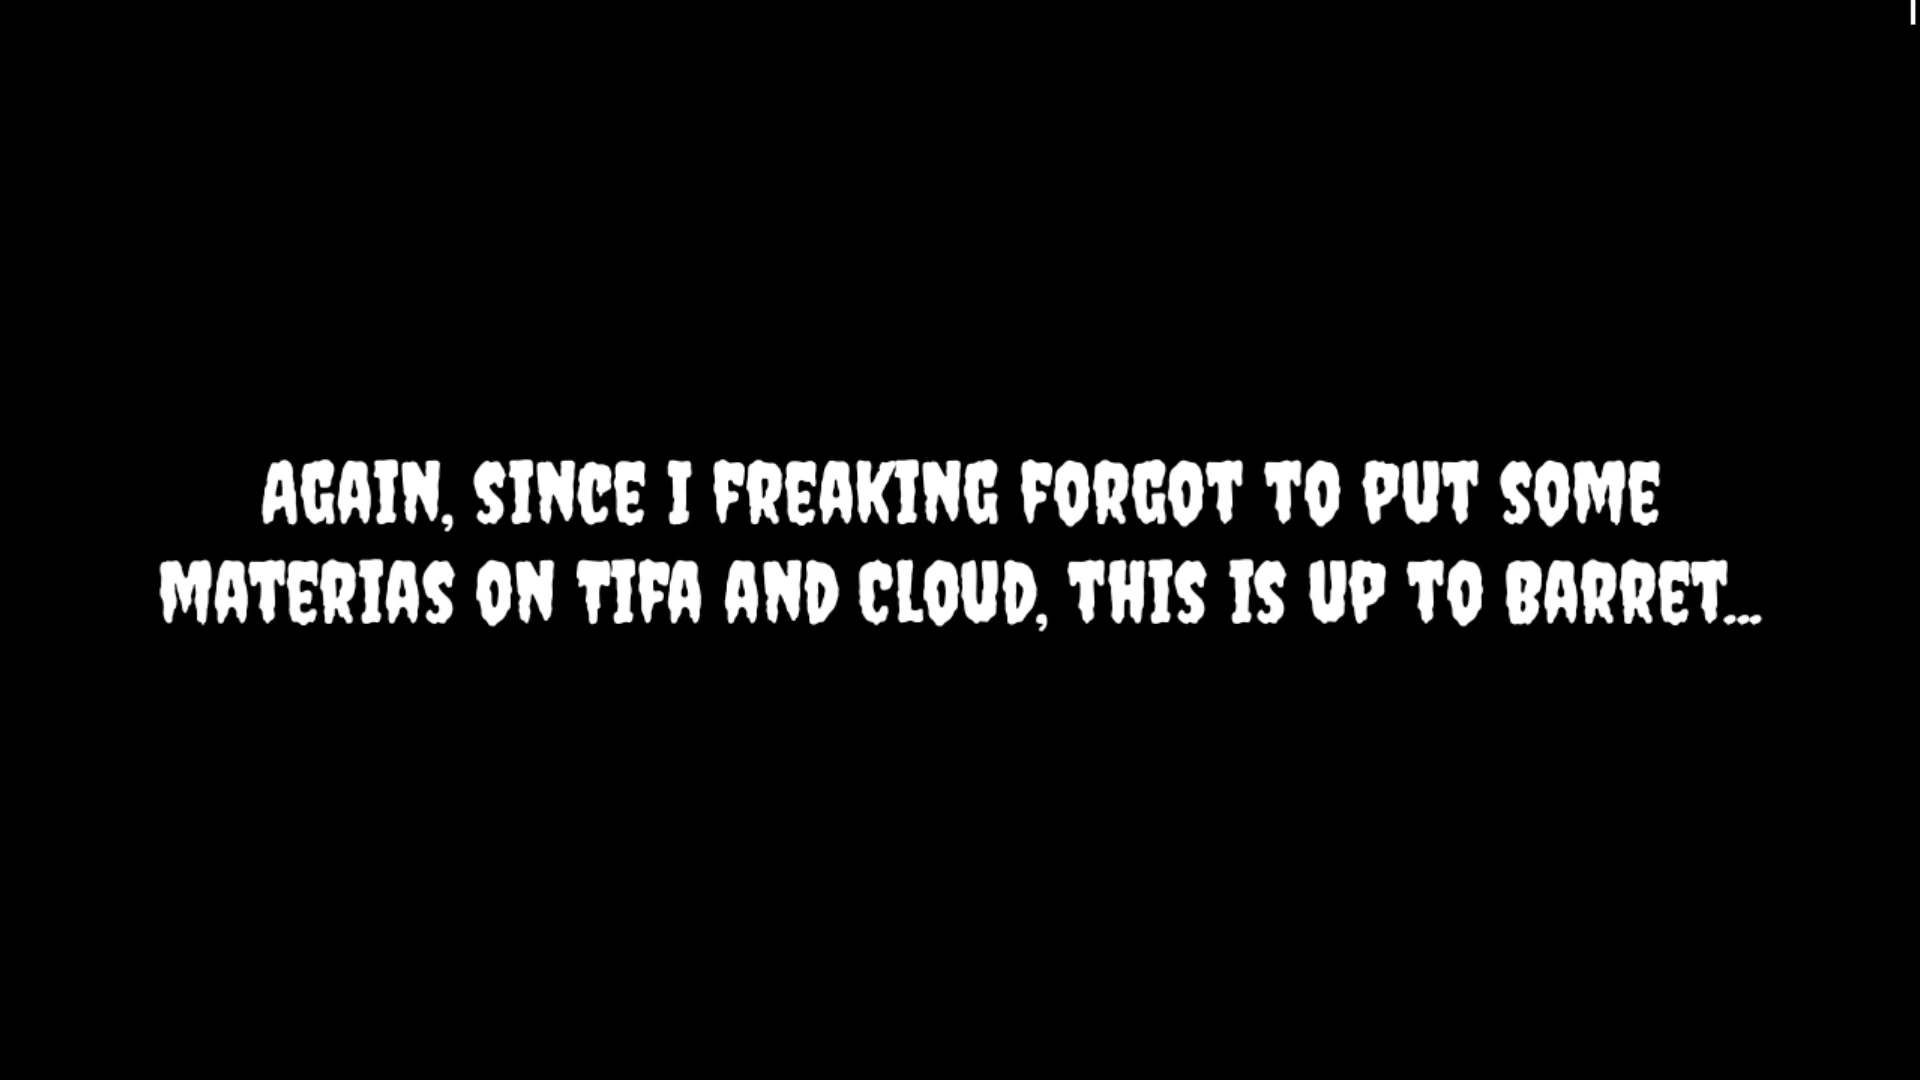 AGAIN, SINCE I FREAKING FORGOT TO PUT SOME
MATERIAS ON TIFA AND CLOUD, THIS IS UP TO BARRET...